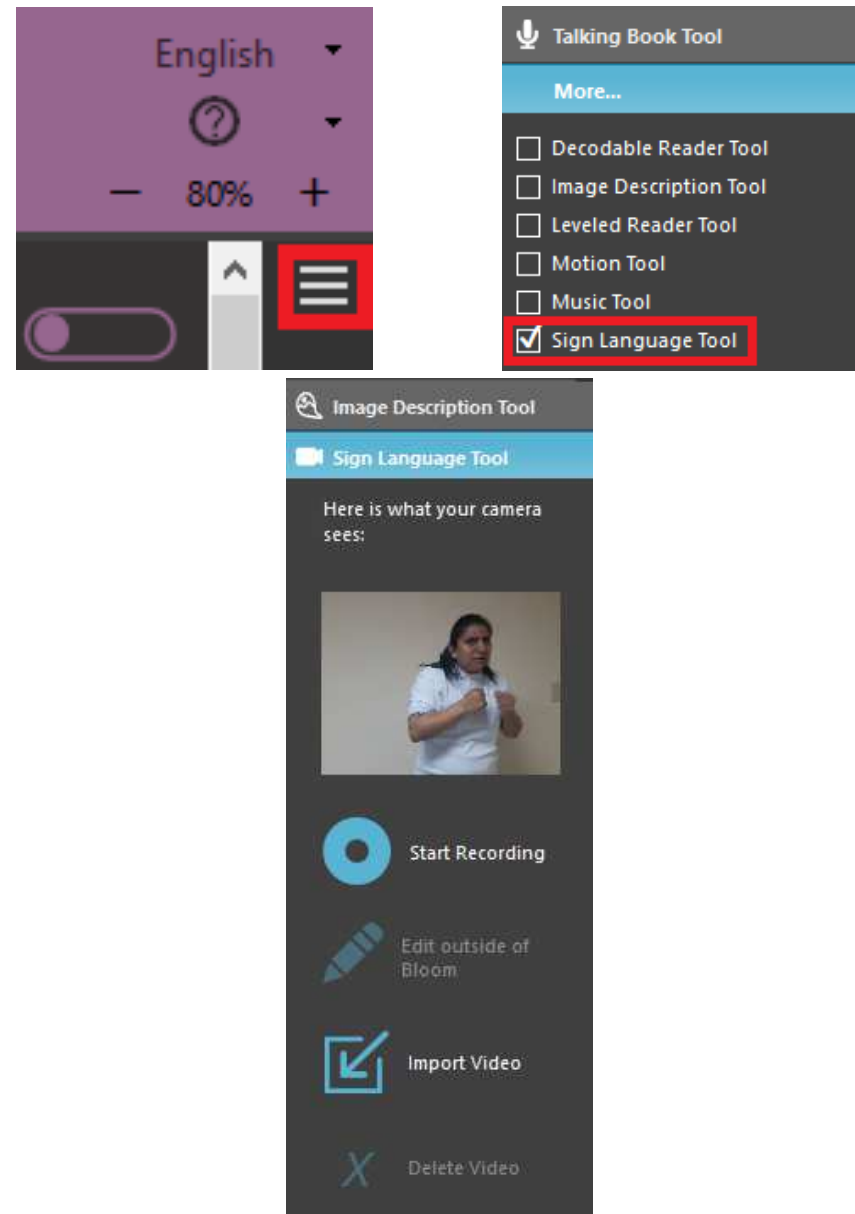 English
80%
Talking Book Tool
More...
Decodable Reader Tool
Image Description Tool
Leveled Reader Tool
Motion Tool
Music Tool
Sign Language Tool
Image Description Tool
Sign Language Tool
Here is what your camera
sees:
Start Recording
Edit outside of
Bloom
Import Video
Delete Video